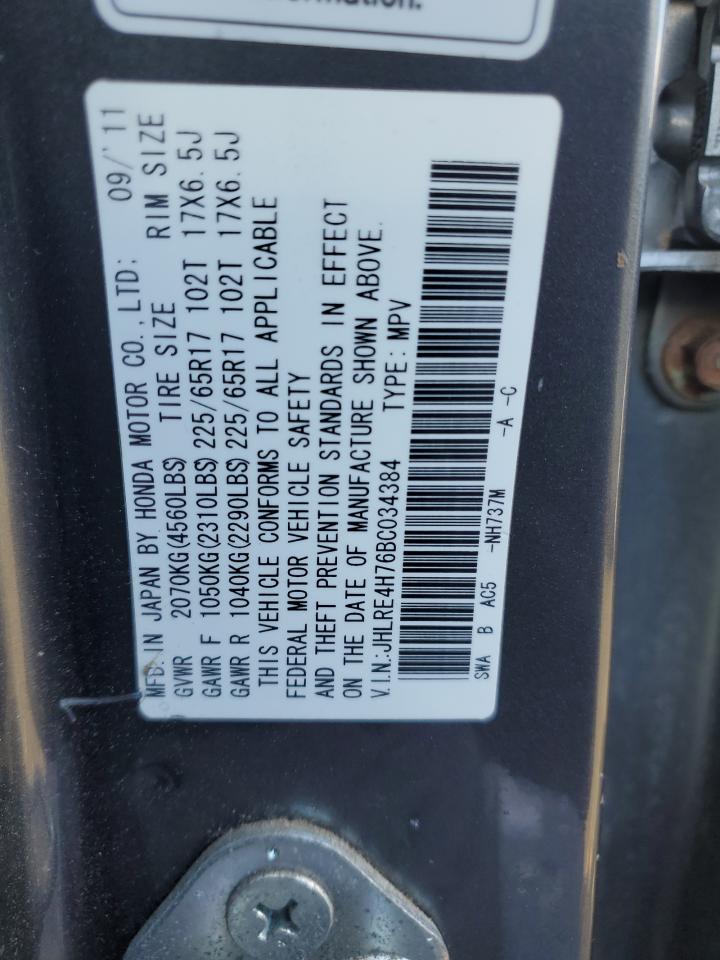 formation.
MFD. IN JAPAN BY HONDA MOTOR CO., LTD: 09/'11
GVWR 2070KG(4560LBS) TIRE SIZE RIM SIZE
GAWR F 1050KG(2310LBS) 225/65R17 102T 17X6.5J
GAWR R 1040KG(2290LBS) 225/65R17 102T 17X6.5J
THIS VEHICLE CONFORMS TO ALL APPLICABLE
FEDERAL MOTOR VEHICLE SAFETY
AND THEFT PREVENTION STANDARDS IN EFFECT
ON THE DATE OF MANUFACTURE SHOWN ABOVE.
V.I.N.:JHLRE4H76BC034384 TYPE: MPV
SWA B AC5 -NH737M -A -C